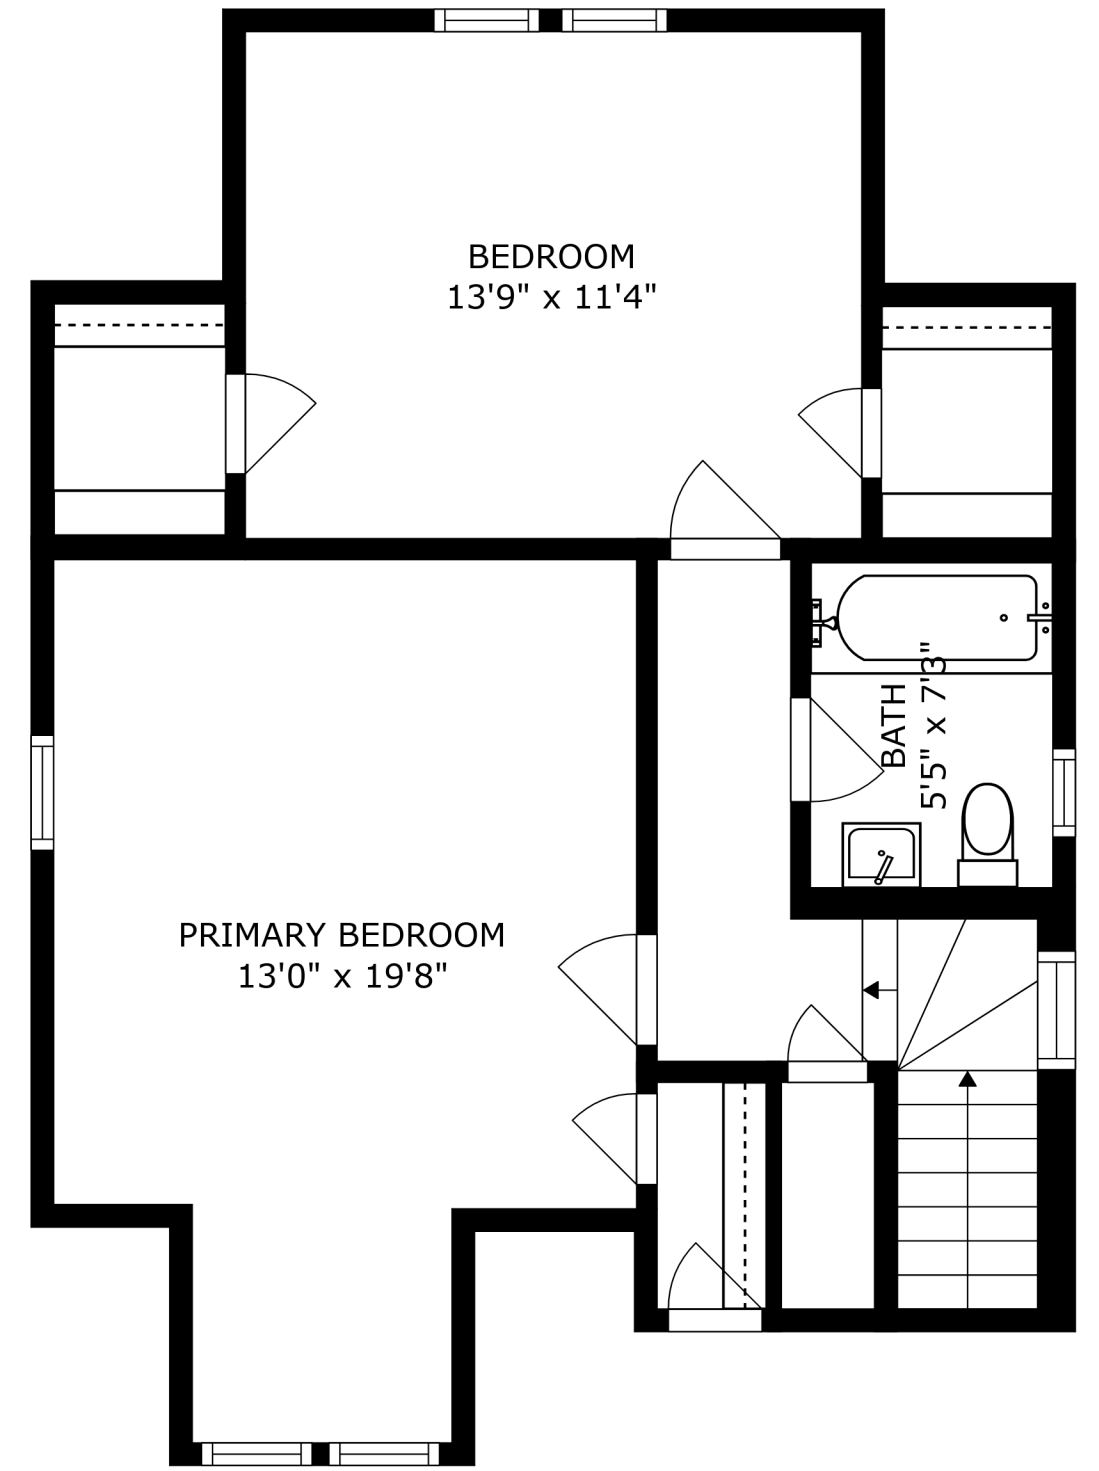 BEDROOM
13'9" x 11'4"
BATH
5'5" x 7'3"
PRIMARY BEDROOM
13'0" x 19'8"